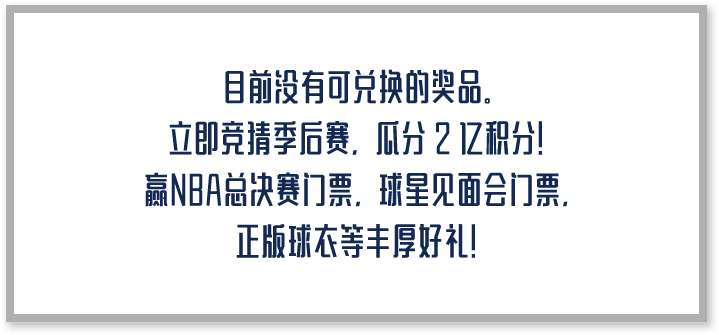 目前没有可兑换的奖品。
立即竞猜季后赛，瓜分2亿积分！
赢NBA总决赛门票，球星见面会门票，
正版球衣等丰厚好礼！